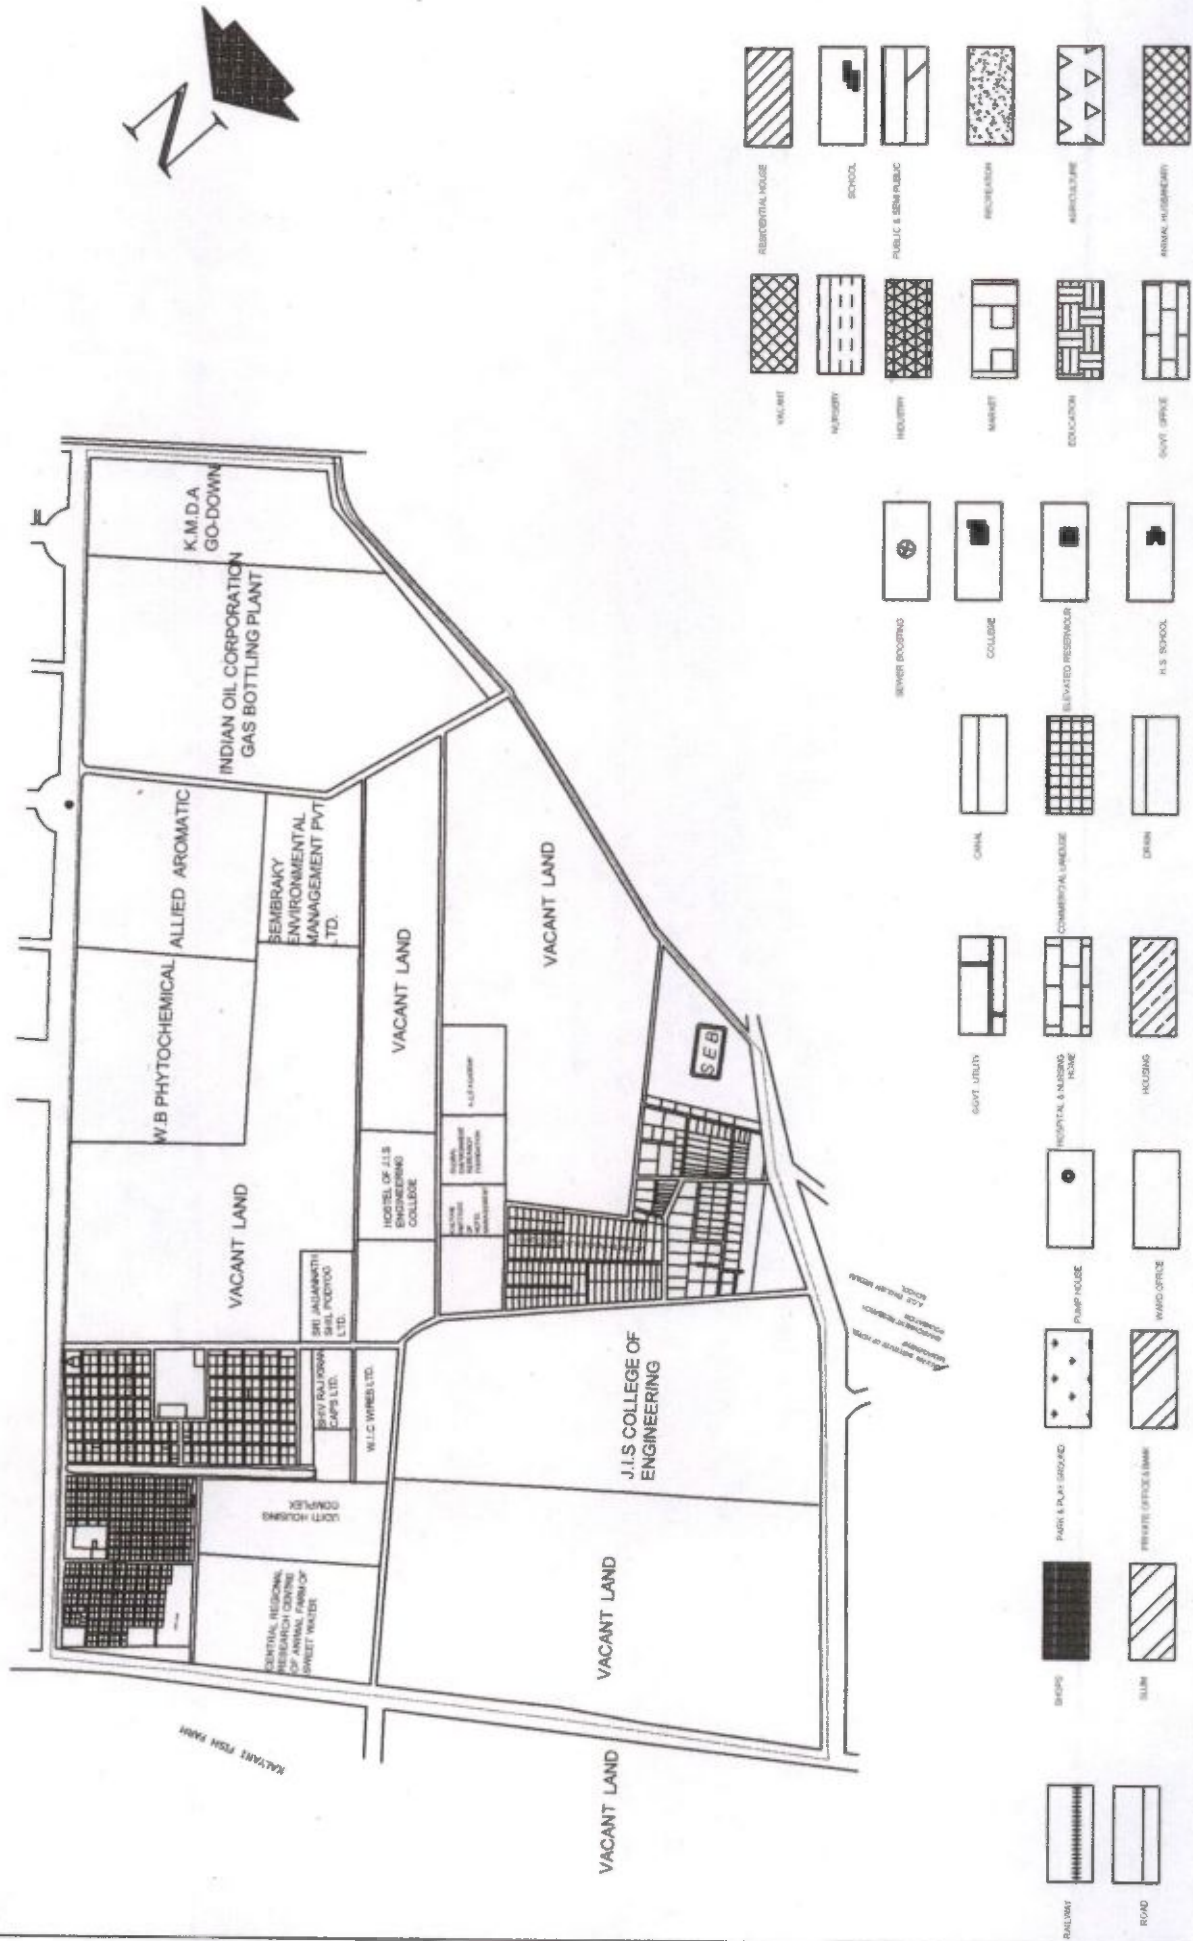 N
K.M.D.A
GO-DOWN
INDIAN OIL CORPORATION
GAS BOTTLING PLANT
ALLIED AROMATIC
SEMBRAKY
ENVIRONMENTAL
MANAGEMENT PVT
LTD.
W.B PHYTOCHEMICAL
VACANT LAND
VACANT LAND
VACANT LAND
SEB
HOSTEL OF J.I.S
ENGINEERING
COLLEGE
SRI JAGANNATH
SHIL PODYOG
LTD.
SHIV RAJ KIRAN
CAPS LTD.
W.I.C WIRES LTD.
UDITI HOUSING
COMPLEX
CENTRAL REGIONAL
RESEARCH CENTRE
OF ANIMAL FARM OF
SWEET WATER
J.I.S COLLEGE OF
ENGINEERING
VACANT LAND
VACANT LAND
KALYANI FISH FARM
RESIDENTIAL HOUSE
SCHOOL
PUBLIC & SEMI PUBLIC
RECREATION
AGRICULTURE
ANIMAL HUSBANDARY
VACANT
NURSERY
INDUSTRY
MARKET
EDUCATION
GOVT OFFICE
SEWER BOOSTING
COLLEGE
ELEVATED RESERVIOUR
H.S. SCHOOL
CANAL
COMMERCIAL LANDUSE
DRAIN
GOVT UTILITY
HOSPITAL & NURSING
HOME
HOUSING
PUMP HOUSE
WARD OFFICE
PARK & PLAY GROUND
PRIVATE OFFICE & BANK
SHOPS
SLUM
RAILWAY
ROAD